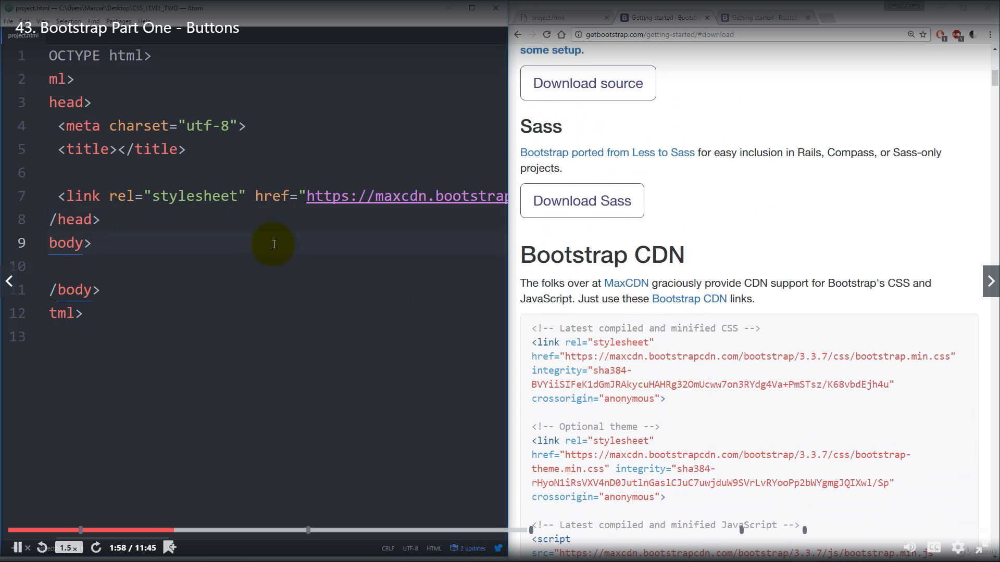 project.html — C:\Users\Marcial\Desktop\CSS_LEVEL_TWO — Atom
File Edit View Selection Find Packages Help
43. Bootstrap Part One - Buttons
project.html
1 OCTYPE html>
2 ml>
3 head>
4 <meta charset="utf-8">
5 <title></title>
6
7 <link rel="stylesheet" href="https://maxcdn.bootstrap
8 /head>
9 body>
10
11 /body>
12 tml>
13
1.5x
1:58 / 11:45
CRLF UTF-8 HTML 2 updates
Jose Marcial
project.html
Getting started · Bootstr
Getting started · Bootstr
getbootstrap.com/getting-started/#download
some setup.
Download source
Sass
Bootstrap ported from Less to Sass for easy inclusion in Rails, Compass, or Sass-only
projects.
Download Sass
Bootstrap CDN
The folks over at MaxCDN graciously provide CDN support for Bootstrap's CSS and
JavaScript. Just use these Bootstrap CDN links.
<!-- Latest compiled and minified CSS -->
<link rel="stylesheet"
href="https://maxcdn.bootstrapcdn.com/bootstrap/3.3.7/css/bootstrap.min.css"
integrity="sha384-
BVYiiSIFeK1dGmJRAkycuHAHRg32OmUcww7on3RYdg4Va+PmSTsz/K68vbdEjh4u"
crossorigin="anonymous">
<!-- Optional theme -->
<link rel="stylesheet"
href="https://maxcdn.bootstrapcdn.com/bootstrap/3.3.7/css/bootstrap-
theme.min.css" integrity="sha384-
rHyoN1iRsVXV4nD0JutlnGaslCJuC7uwjduW9SVrLvRYooPp2bWYgmgJQIXwl/Sp"
crossorigin="anonymous">
<!-- Latest compiled and minified JavaScript -->
<script
src="https://maxcdn.bootstrapcdn.com/bootstrap/3.3.7/js/bootstrap.min.js"
CC